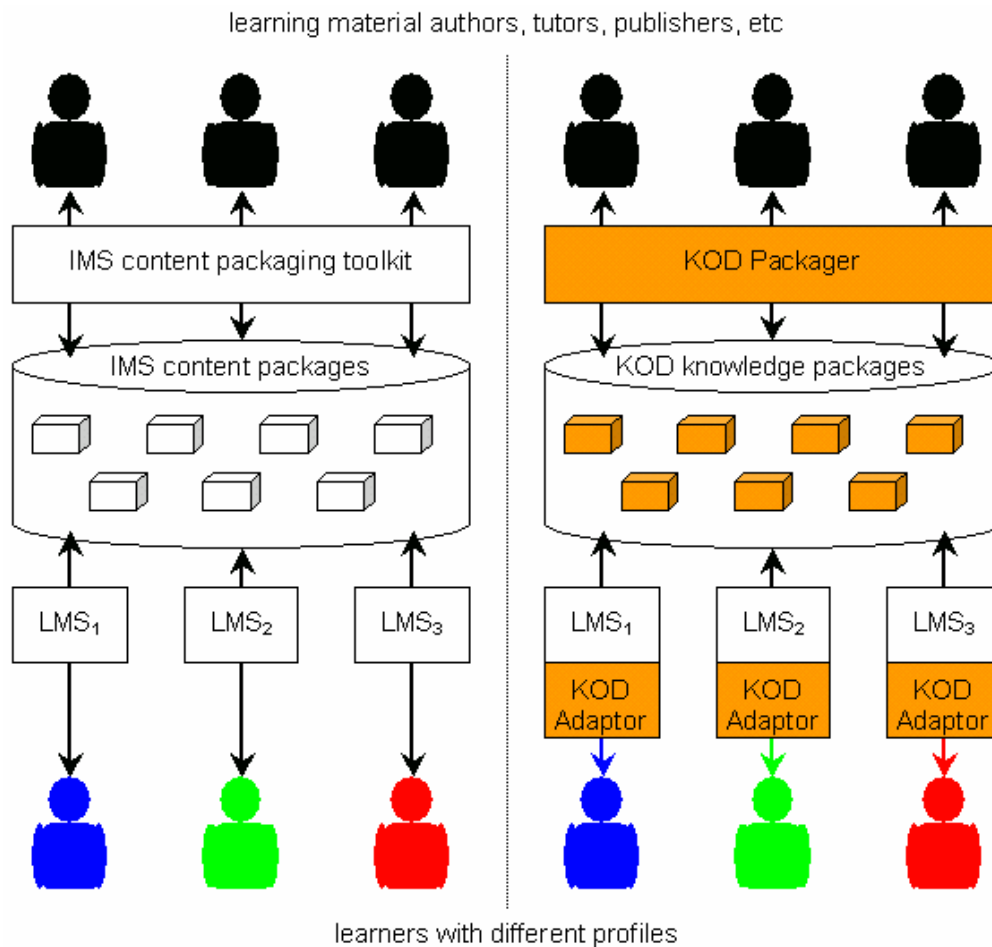 learning material authors, tutors, publishers, etc
IMS content packaging toolkit
KOD Packager
IMS content packages
KOD knowledge packages
LMS₁
LMS₂
LMS₃
LMS₁
LMS₂
LMS₃
KOD
Adaptor
KOD
Adaptor
KOD
Adaptor
learners with different profiles